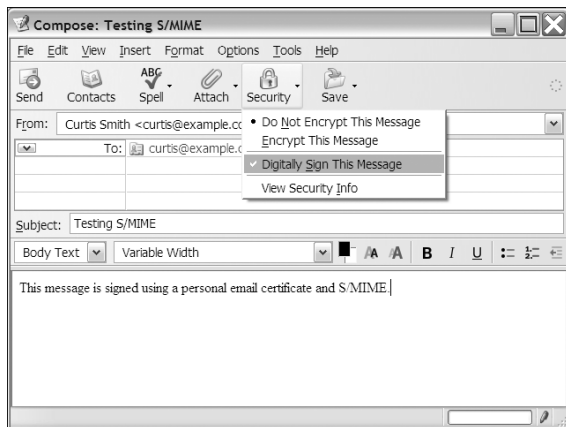 Compose: Testing S/MIME
File Edit View Insert Format Options Tools Help
ABC
Send Contacts Spell Attach Security Save
From: Curtis Smith <curtis@example.co
• Do Not Encrypt This Message
Encrypt This Message
To: curtis@example.c
✓ Digitally Sign This Message
View Security Info
Subject: Testing S/MIME
Body Text Variable Width A A B I U
This message is signed using a personal email certificate and S/MIME.